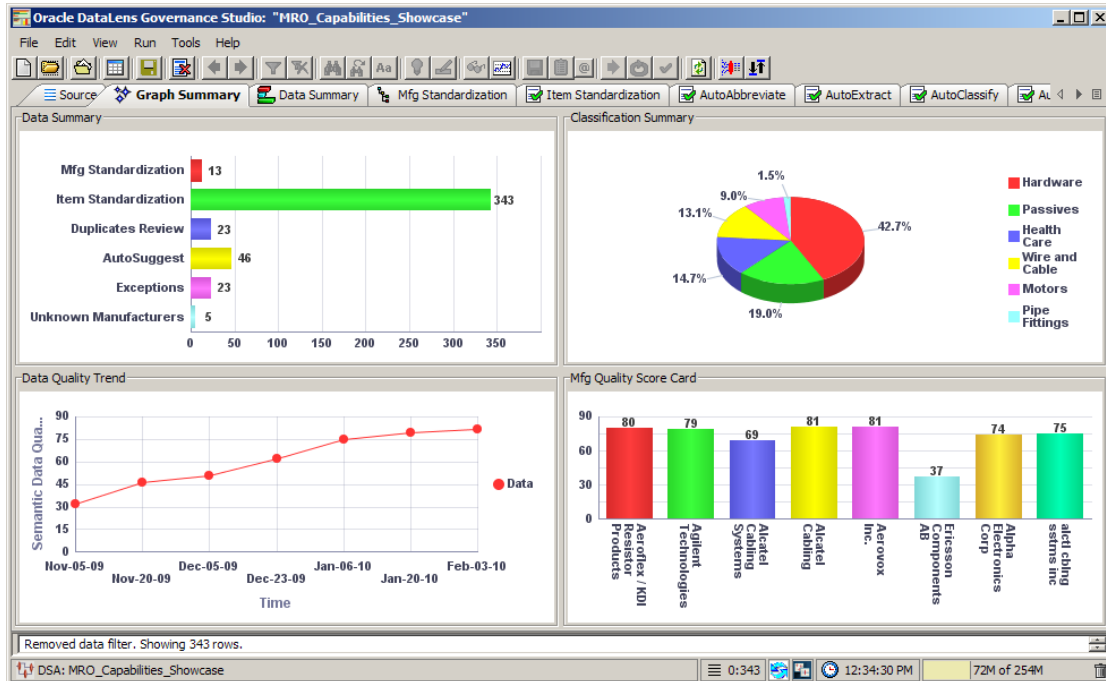 Oracle DataLens Governance Studio: "MRO_Capabilities_Showcase"
File Edit View Run Tools Help
Aa @
Source Graph Summary Data Summary Mfg Standardization Item Standardization AutoAbbreviate AutoExtract AutoClassify
Data Summary
Mfg Standardization 13
Item Standardization 343
Duplicates Review 23
AutoSuggest 46
Exceptions 23
Unknown Manufacturers 5
0 50 100 150 200 250 300 350
Classification Summary
1.5%
9.0%
13.1%
42.7%
14.7%
19.0%
Hardware
Passives
Health
Care
Wire and
Cable
Motors
Pipe
Fittings
Data Quality Trend
Semantic Data Qua...
90
75
60
45
30
15
0
Nov-05-09 Nov-20-09 Dec-05-09 Dec-23-09 Jan-06-10 Jan-20-10 Feb-03-10
Time
Data
Mfg Quality Score Card
90
60
30
0
80 79 69 81 81 37 74 75
Aeroflex / KDI
Resistor
Products
Agilent
Technologies
Alcatel
Cabling
Systems
Alcatel
Cabling
Aerovox
Inc.
Ericsson
Components
AB
Alpha
Electronics
Corp
alctl cblng
sstms inc
Removed data filter. Showing 343 rows.
DSA: MRO_Capabilities_Showcase 0:343 12:34:30 PM 72M of 254M